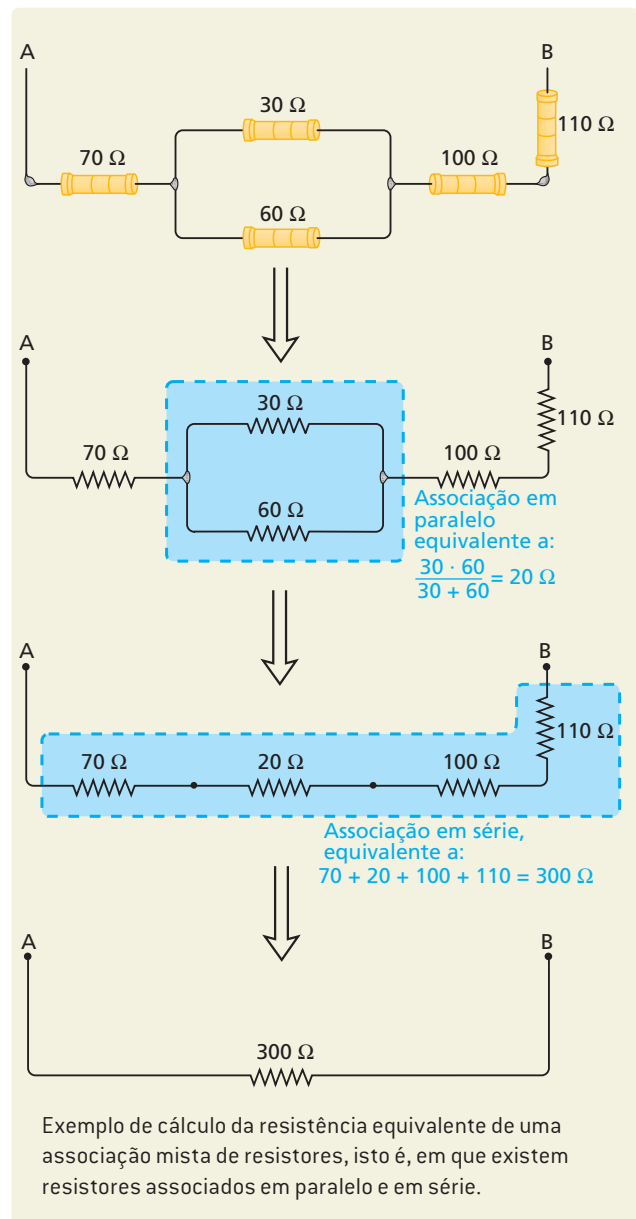 A
B
30 Ω
110 Ω
70 Ω
100 Ω
60 Ω
A
B
30 Ω
110 Ω
70 Ω
100 Ω
60 Ω
Associação em
paralelo
equivalente a:
30 · 60
30 + 60
= 20 Ω
A
B
110 Ω
70 Ω
20 Ω
100 Ω
Associação em série,
equivalente a:
70 + 20 + 100 + 110 = 300 Ω
A
B
300 Ω
Exemplo de cálculo da resistência equivalente de uma
associação mista de resistores, isto é, em que existem
resistores associados em paralelo e em série.